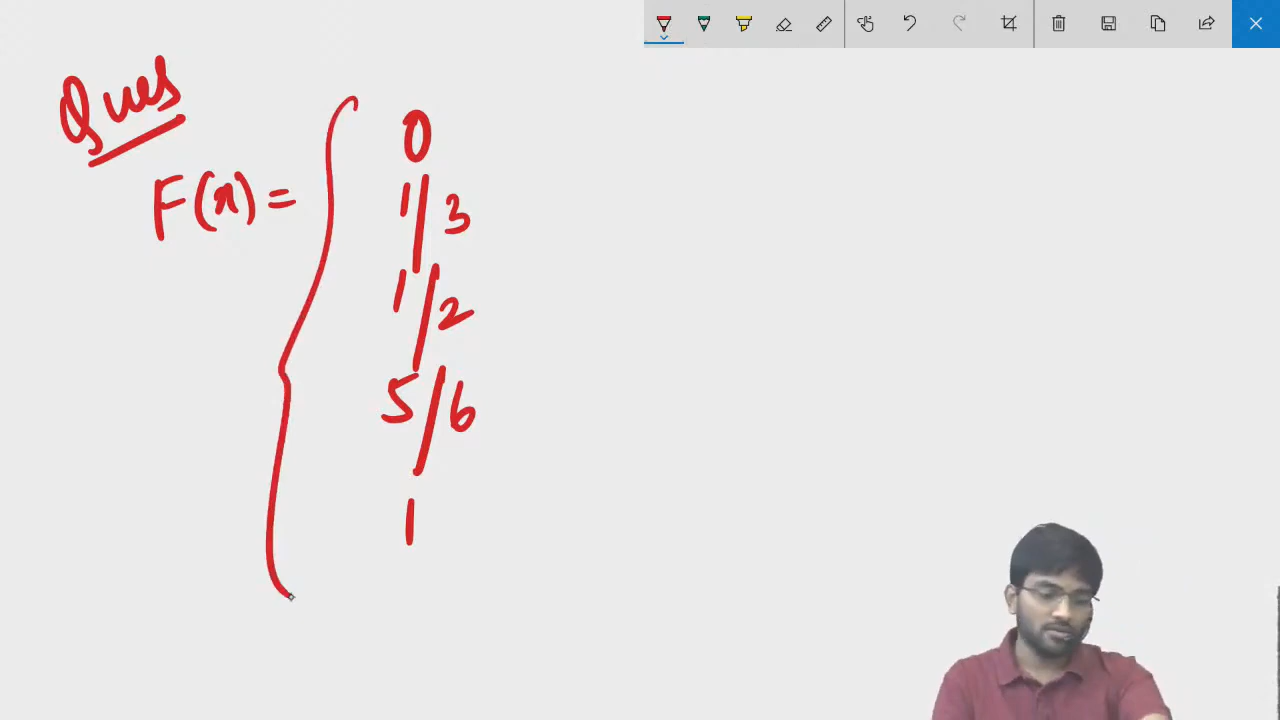 Ques
F(x) =
0
1/3
1/2
5/6
1